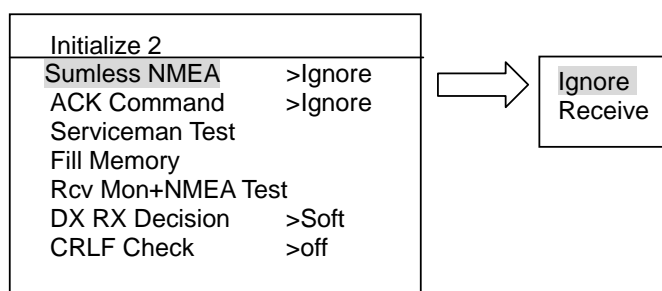 Initialize 2
Sumless NMEA >Ignore
ACK Command >Ignore
Serviceman Test
Fill Memory
Rcv Mon+NMEA Test
DX RX Decision >Soft
CRLF Check >off
Ignore
Receive